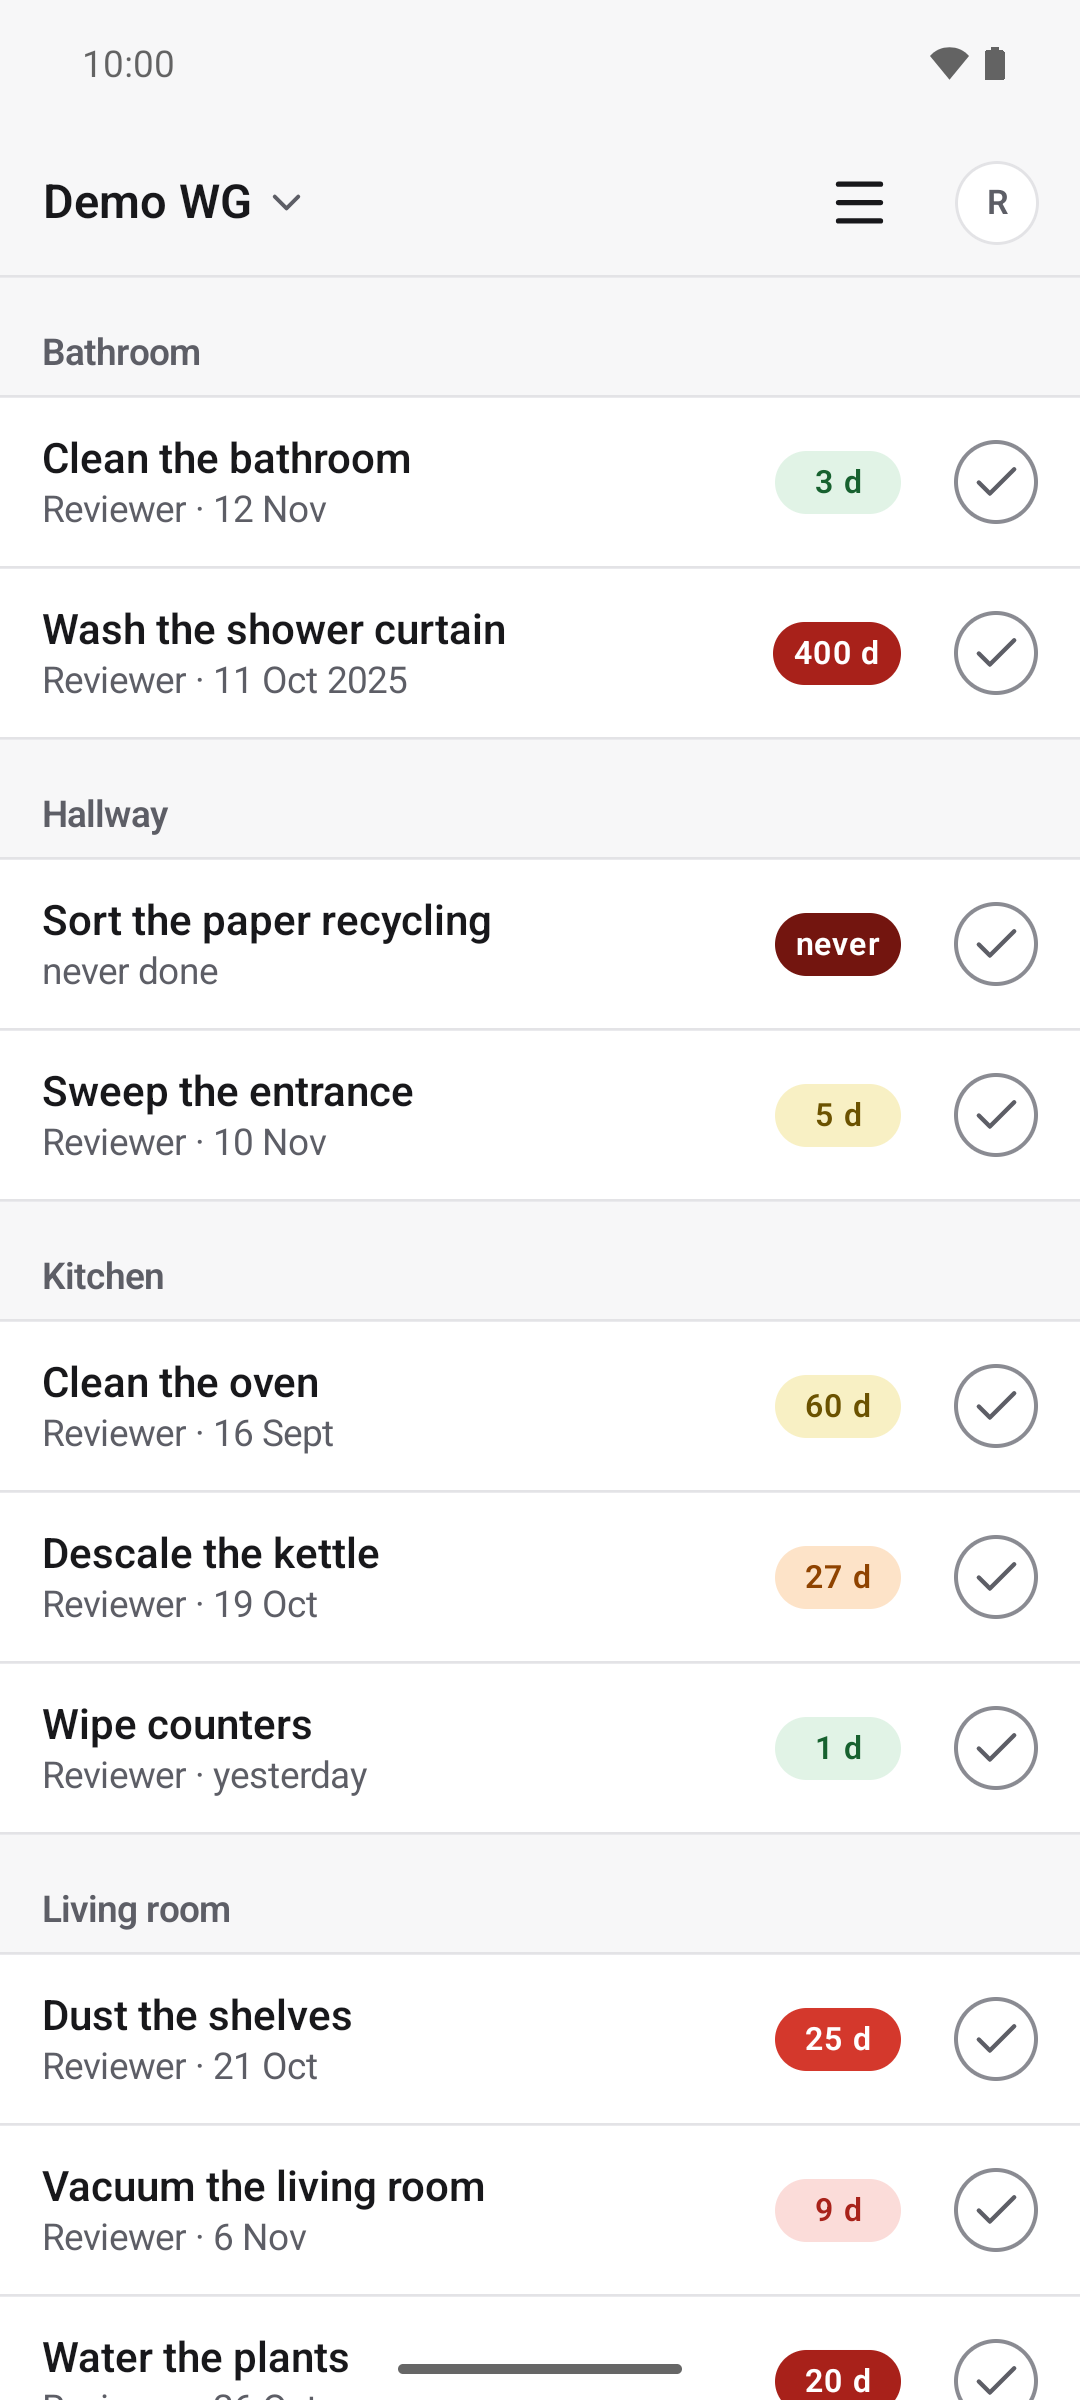 10:00
Demo WG
R
Bathroom
Clean the bathroom
Reviewer · 12 Nov
3 d
Wash the shower curtain
Reviewer · 11 Oct 2025
400 d
Hallway
Sort the paper recycling
never done
never
Sweep the entrance
Reviewer · 10 Nov
5 d
Kitchen
Clean the oven
Reviewer · 16 Sept
60 d
Descale the kettle
Reviewer · 19 Oct
27 d
Wipe counters
Reviewer · yesterday
1 d
Living room
Dust the shelves
Reviewer · 21 Oct
25 d
Vacuum the living room
Reviewer · 6 Nov
9 d
Water the plants
20 d